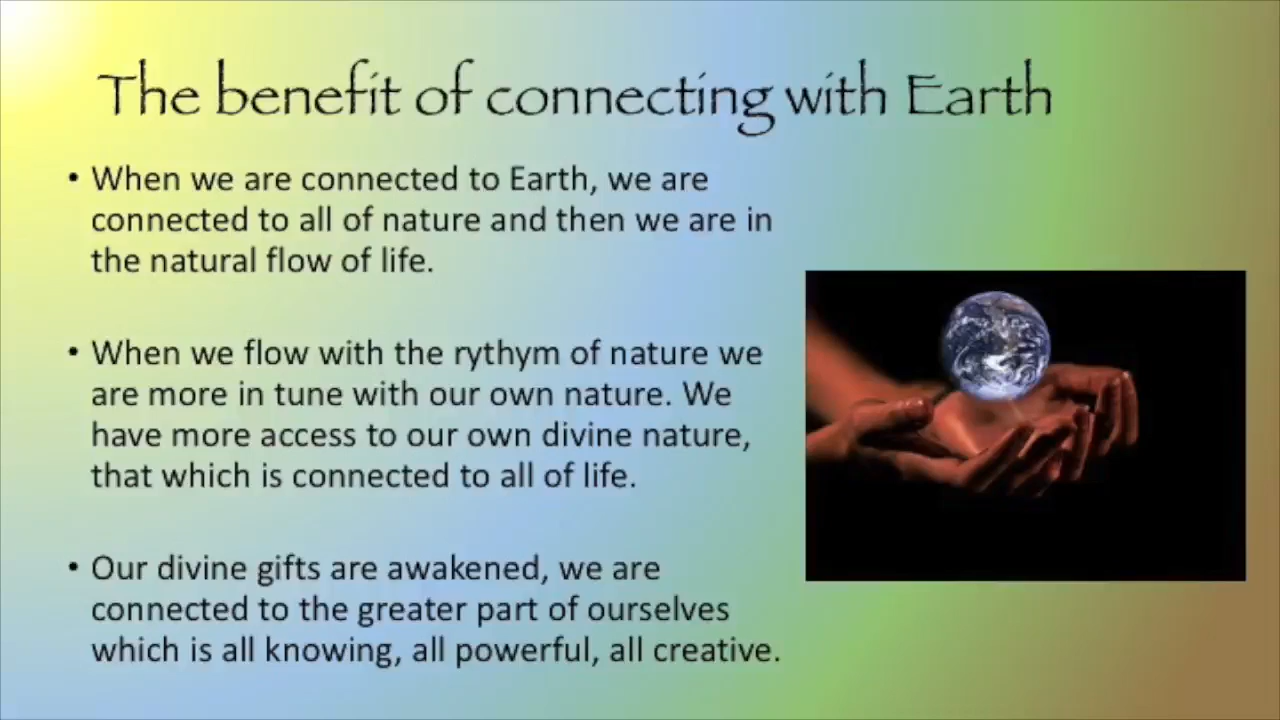 The benefit of connecting with Earth
• When we are connected to Earth, we are
connected to all of nature and then we are in
the natural flow of life.
• When we flow with the rythym of nature we
are more in tune with our own nature. We
have more access to our own divine nature,
that which is connected to all of life.
• Our divine gifts are awakened, we are
connected to the greater part of ourselves
which is all knowing, all powerful, all creative.